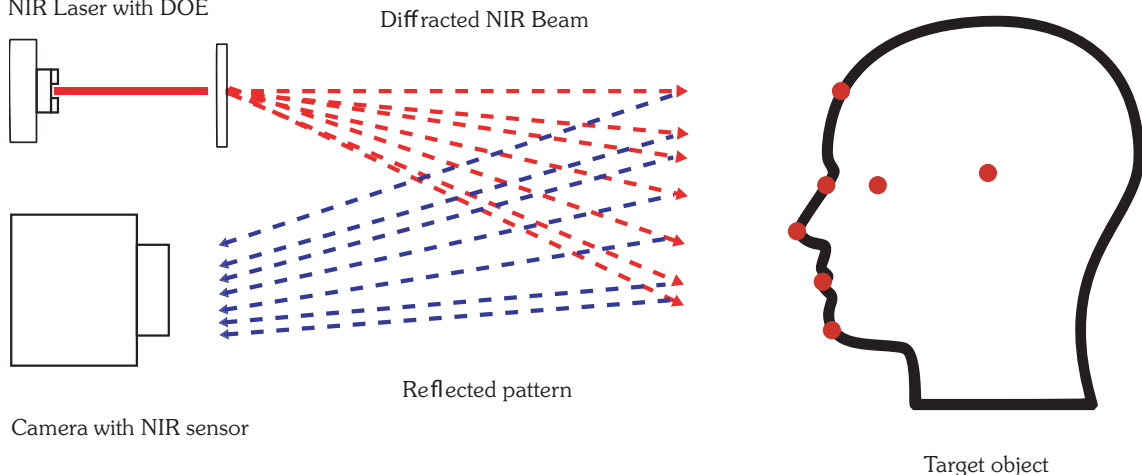 NIR Laser with DOE
Diffracted NIR Beam
Reflected pattern
Camera with NIR sensor
Target object